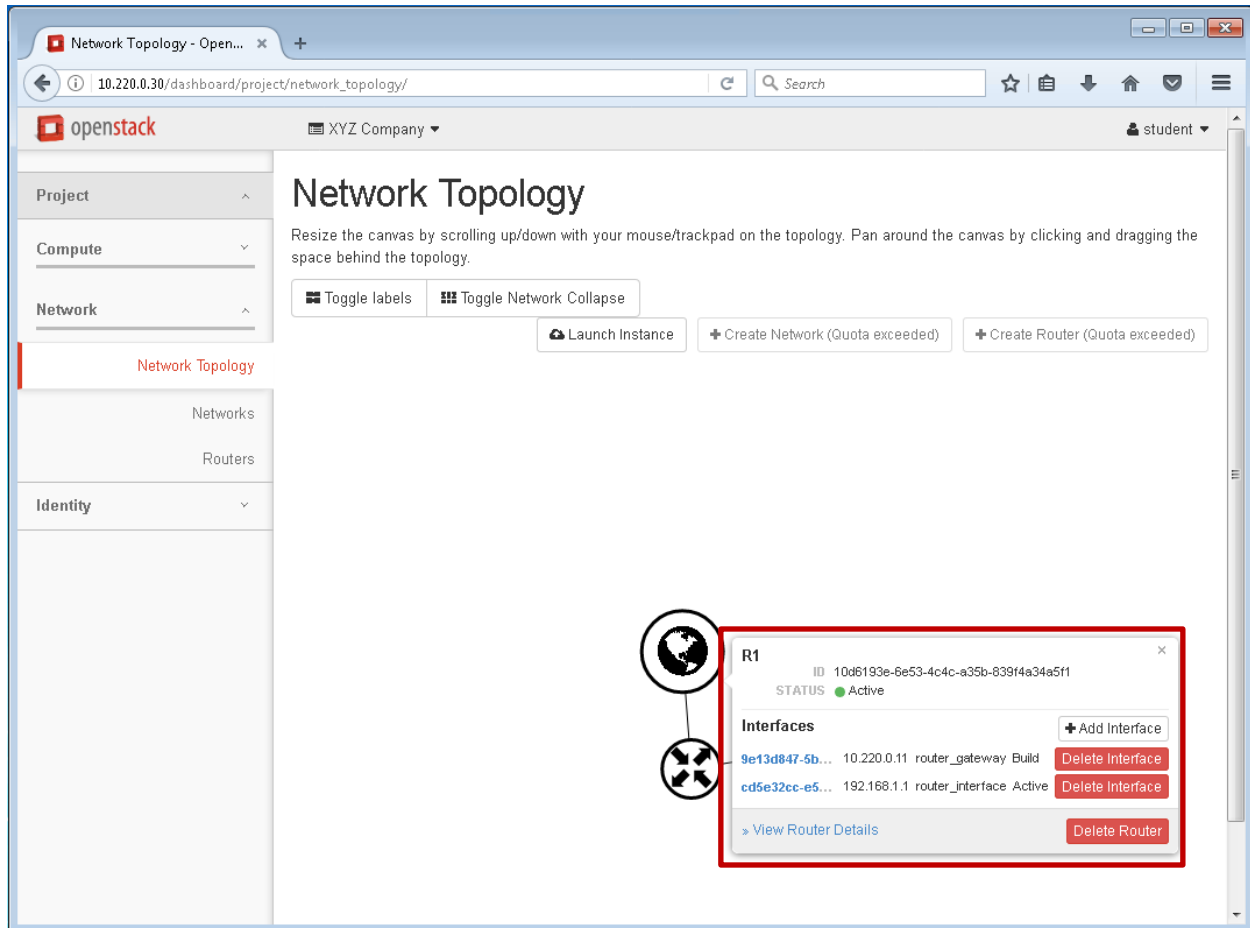 Network Topology - Open...
10.220.0.30/dashboard/project/network_topology/
Search
openstack
XYZ Company
student
Project
Compute
Network
Network Topology
Networks
Routers
Identity
Network Topology
Resize the canvas by scrolling up/down with your mouse/trackpad on the topology. Pan around the canvas by clicking and dragging the
space behind the topology.
Toggle labels Toggle Network Collapse
Launch Instance +Create Network (Quota exceeded) +Create Router (Quota exceeded)
R1
ID 10d6193e-6e53-4c4c-a35b-839f4a34a5f1
STATUS Active
Interfaces +Add Interface
9e13d847-5b... 10.220.0.11 router_gateway Build Delete Interface
cd5e32cc-e5... 192.168.1.1 router_interface Active Delete Interface
» View Router Details Delete Router